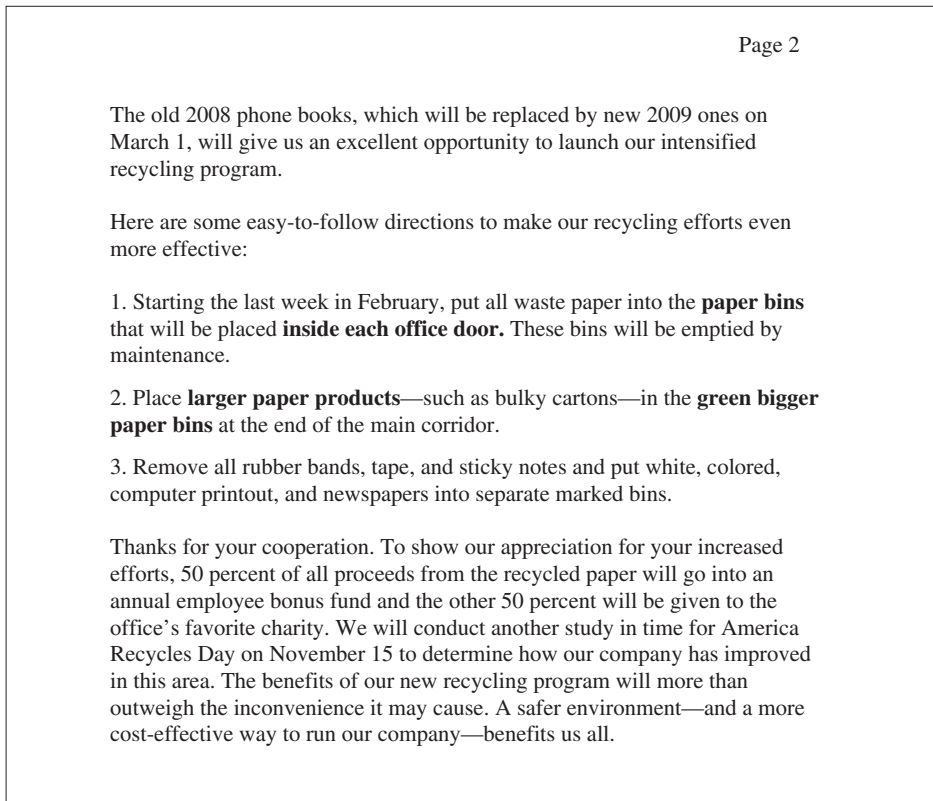 Page 2
The old 2008 phone books, which will be replaced by new 2009 ones on
March 1, will give us an excellent opportunity to launch our intensified
recycling program.
Here are some easy-to-follow directions to make our recycling efforts even
more effective:
1. Starting the last week in February, put all waste paper into the paper bins
that will be placed inside each office door. These bins will be emptied by
maintenance.
2. Place larger paper products—such as bulky cartons—in the green bigger
paper bins at the end of the main corridor.
3. Remove all rubber bands, tape, and sticky notes and put white, colored,
computer printout, and newspapers into separate marked bins.
Thanks for your cooperation. To show our appreciation for your increased
efforts, 50 percent of all proceeds from the recycled paper will go into an
annual employee bonus fund and the other 50 percent will be given to the
office’s favorite charity. We will conduct another study in time for America
Recycles Day on November 15 to determine how our company has improved
in this area. The benefits of our new recycling program will more than
outweigh the inconvenience it may cause. A safer environment—and a more
cost-effective way to run our company—benefits us all.